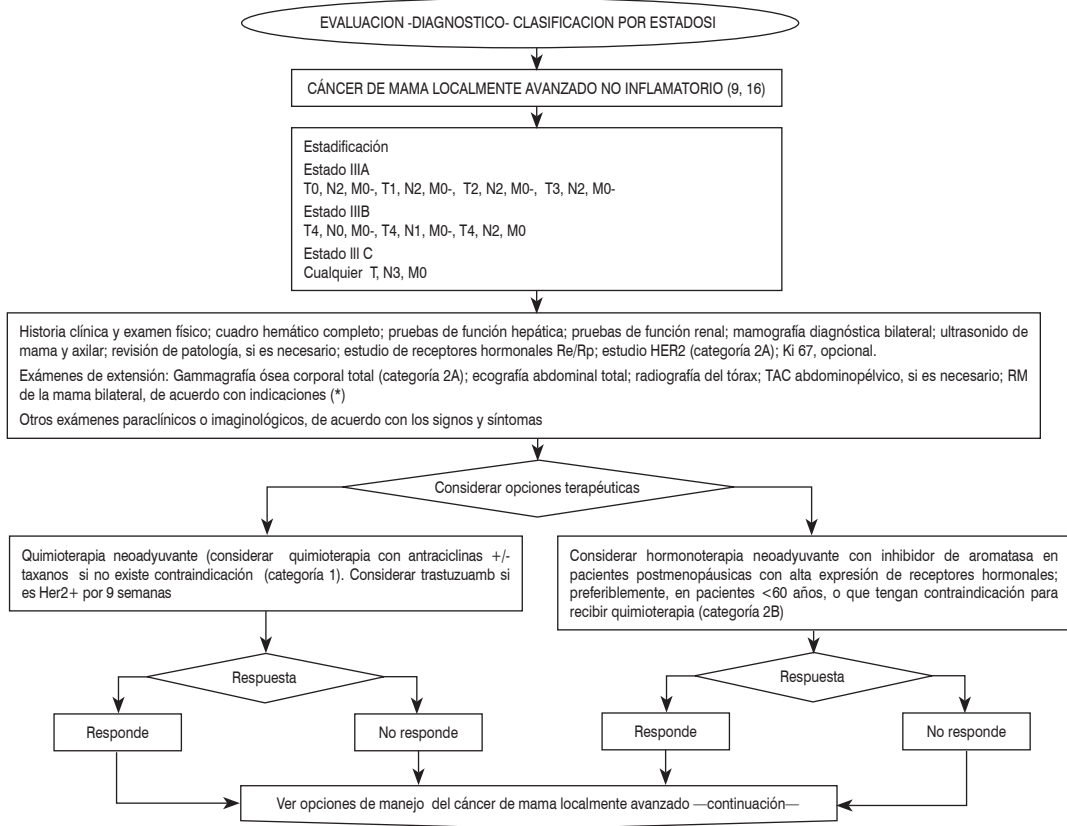 EVALUACION -DIAGNOSTICO- CLASIFICACION POR ESTADOSI
CÁNCER DE MAMA LOCALMENTE AVANZADO NO INFLAMATORIO (9, 16)
Estadificación
Estado IIIA
T0, N2, M0-, T1, N2, M0-, T2, N2, M0-, T3, N2, M0-
Estado IIIB
T4, N0, M0-, T4, N1, M0-, T4, N2, M0
Estado III C
Cualquier T, N3, M0
Historia clínica y examen físico; cuadro hemático completo; pruebas de función hepática; pruebas de función renal; mamografía diagnóstica bilateral; ultrasonido de
mama y axilar; revisión de patología, si es necesario; estudio de receptores hormonales Re/Rp; estudio HER2 (categoría 2A); Ki 67, opcional.
Exámenes de extensión: Gammagrafía ósea corporal total (categoría 2A); ecografía abdominal total; radiografía del tórax; TAC abdominopélvico, si es necesario; RM
de la mama bilateral, de acuerdo con indicaciones (*)
Otros exámenes paraclínicos o imaginológicos, de acuerdo con los signos y síntomas
Considerar opciones terapéuticas
Quimioterapia neoadyuvante (considerar quimioterapia con antraciclinas +/-
taxanos si no existe contraindicación (categoría 1). Considerar trastuzuamb si
es Her2+ por 9 semanas
Considerar hormonoterapia neoadyuvante con inhibidor de aromatasa en
pacientes postmenopáusicas con alta expresión de receptores hormonales;
preferiblemente, en pacientes <60 años, o que tengan contraindicación para
recibir quimioterapia (categoría 2B)
Respuesta
Respuesta
Responde
No responde
Responde
No responde
Ver opciones de manejo del cáncer de mama localmente avanzado —continuación—